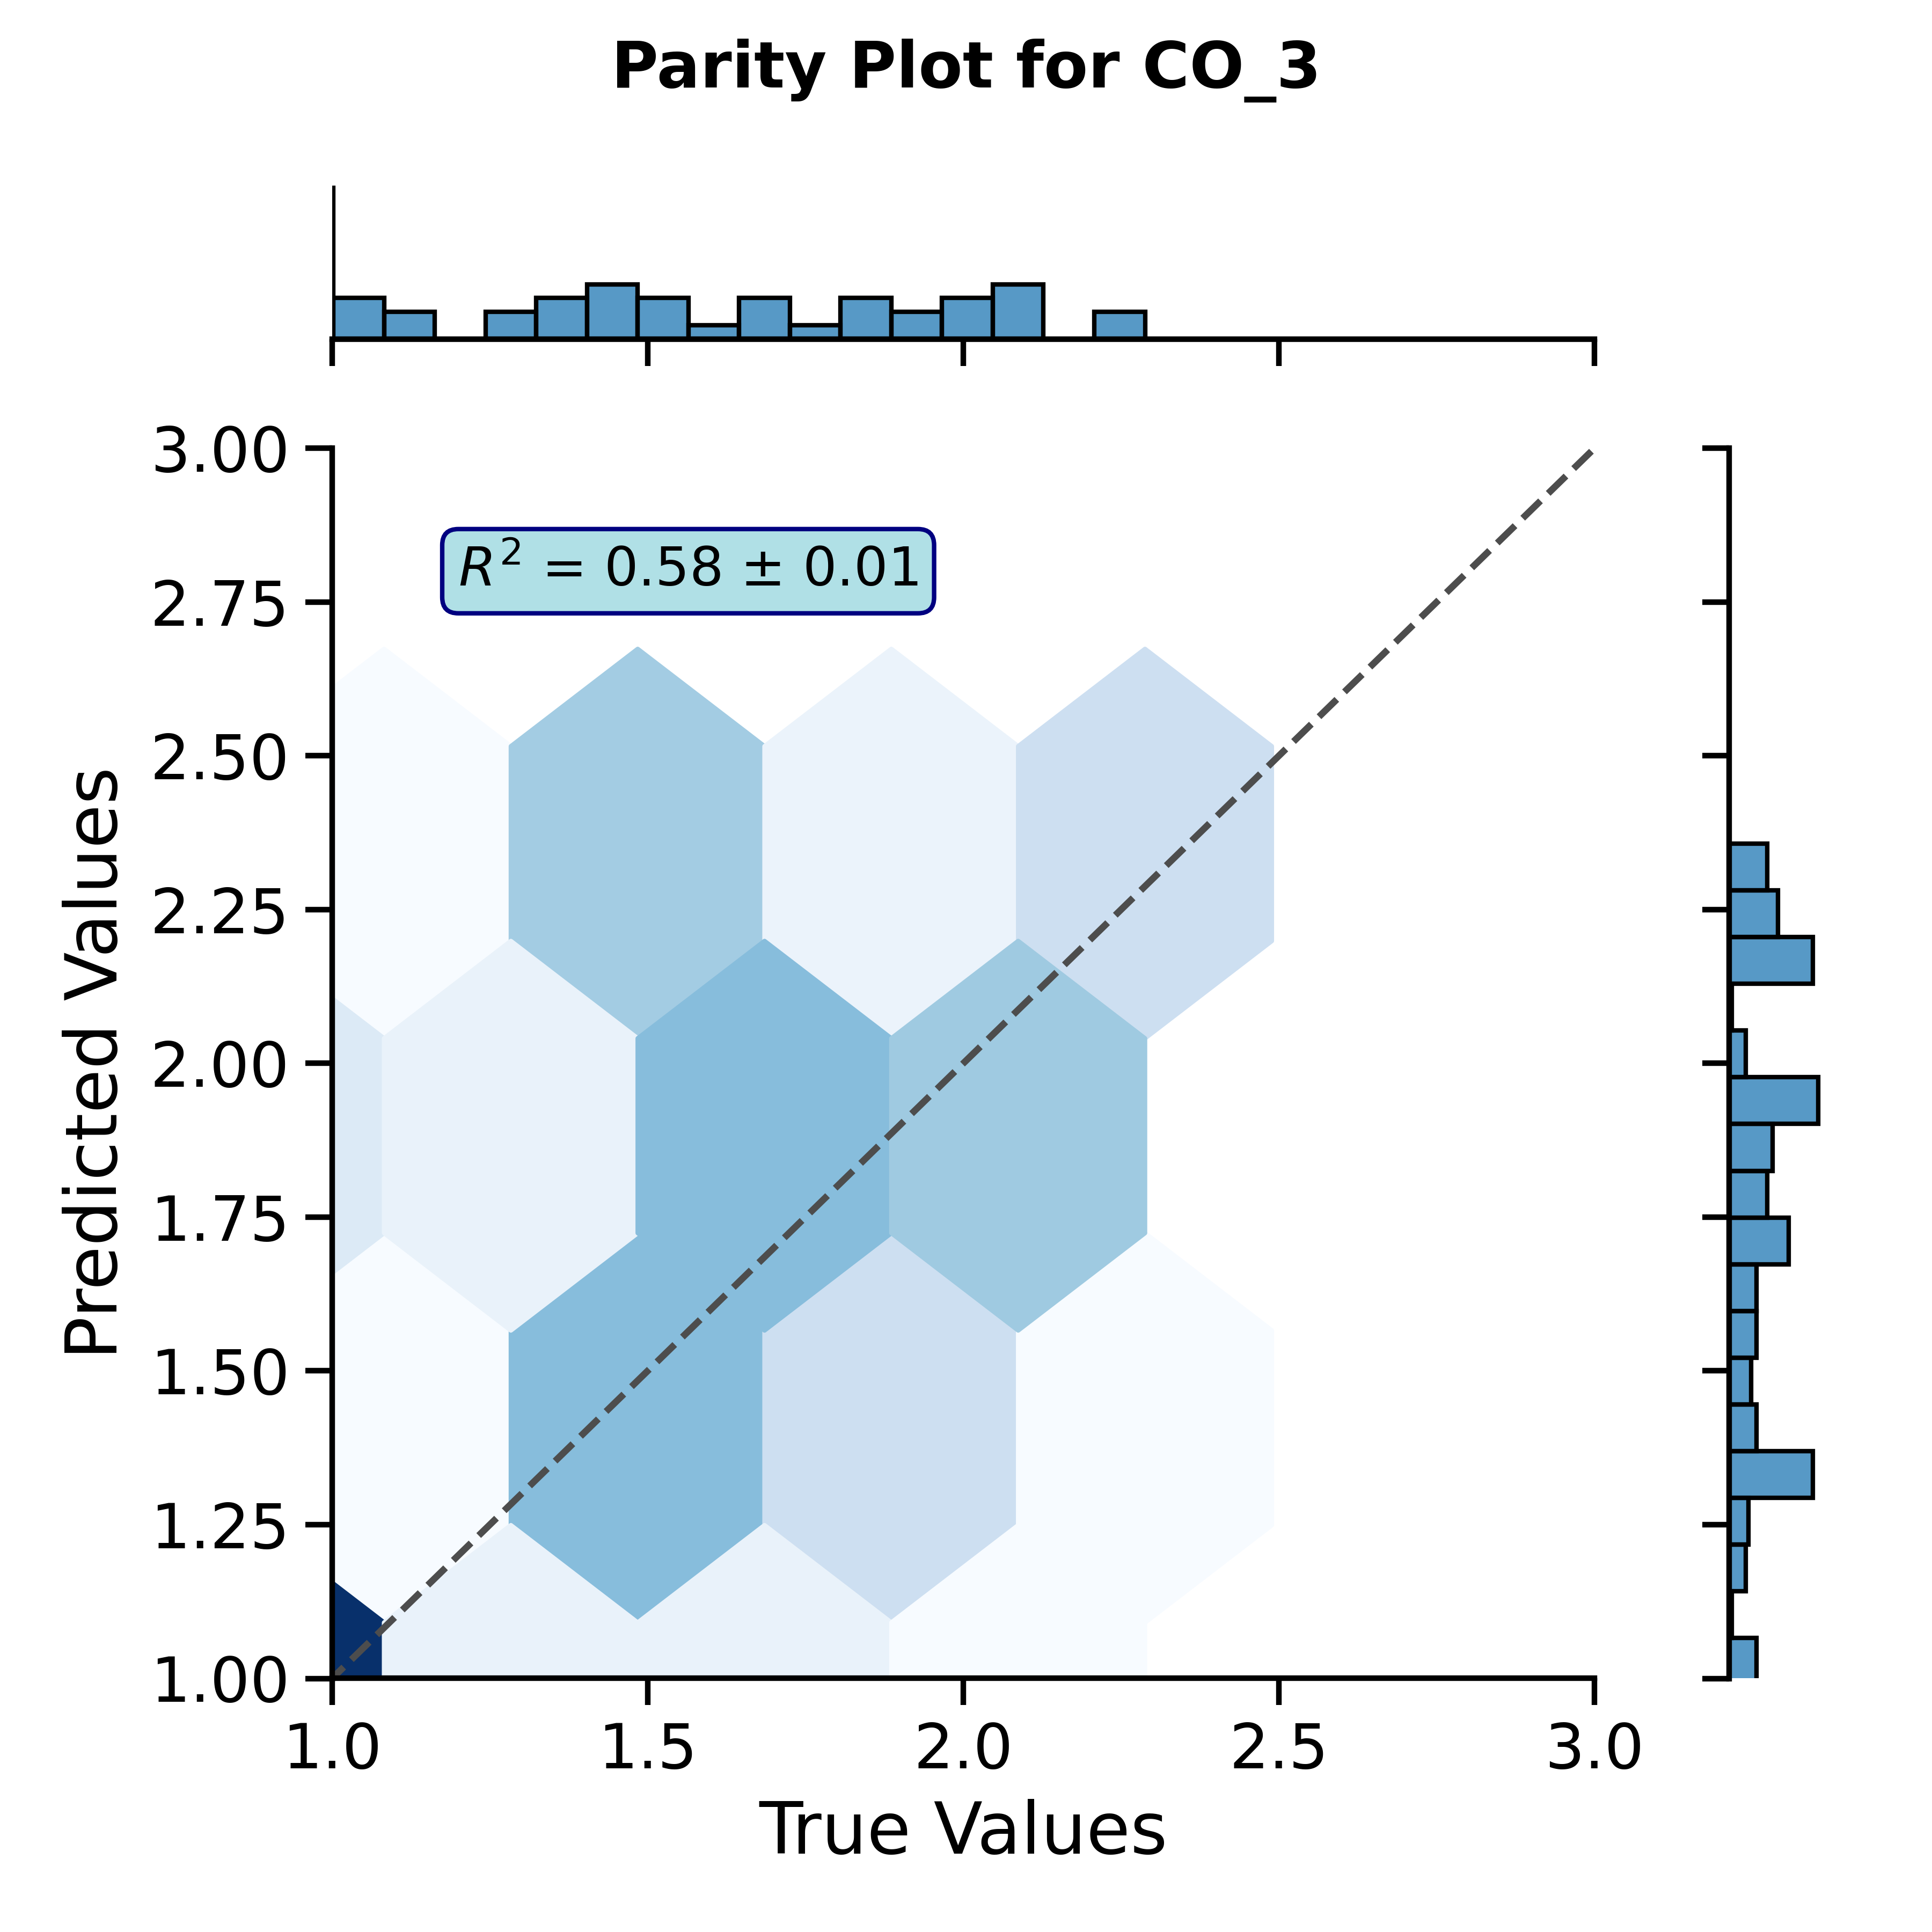 Parity Plot for CO_3
R² = 0.58 ± 0.01
Predicted Values
3.00
2.75
2.50
2.25
2.00
1.75
1.50
1.25
1.00
1.0 1.5 2.0 2.5 3.0
True Values